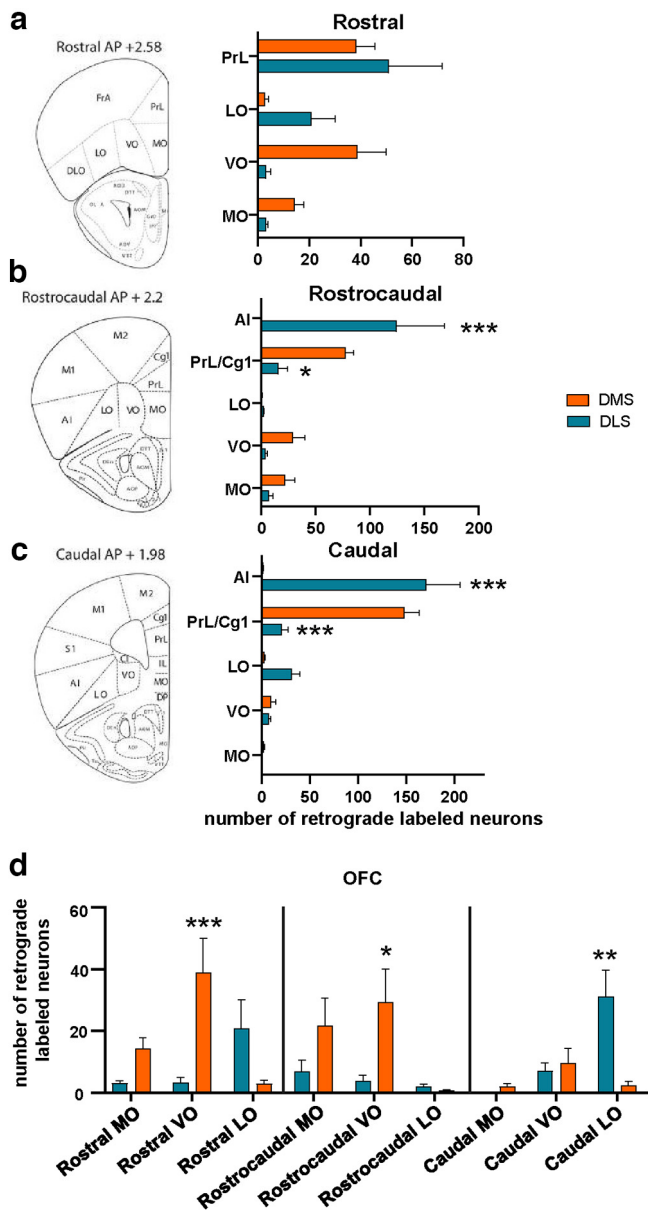 a
Rostral AP +2.58
FrA
PrL
LO
VO
MO
DLO
Rostral
PrL
LO
VO
MO
0 20 40 60 80
b
Rostrocaudal AP + 2.2
M2
M1
Cg1
PrL
AI
LO
VO
MO
Rostrocaudal
AI ***
PrL/Cg1 *
LO
VO
MO
0 50 100 150 200
DMS
DLS
c
Caudal AP + 1.98
M2
M1
Cg1
PrL
S1
CI
IL
VO
MO
AI
LO
DP
Caudal
AI ***
PrL/Cg1 ***
LO
VO
MO
0 50 100 150 200
number of retrograde labeled neurons
d
OFC
number of retrograde
labeled neurons
60
40
20
0
*** * **
Rostral MO
Rostral VO
Rostral LO
Rostrocaudal MO
Rostrocaudal VO
Rostrocaudal LO
Caudal MO
Caudal VO
Caudal LO